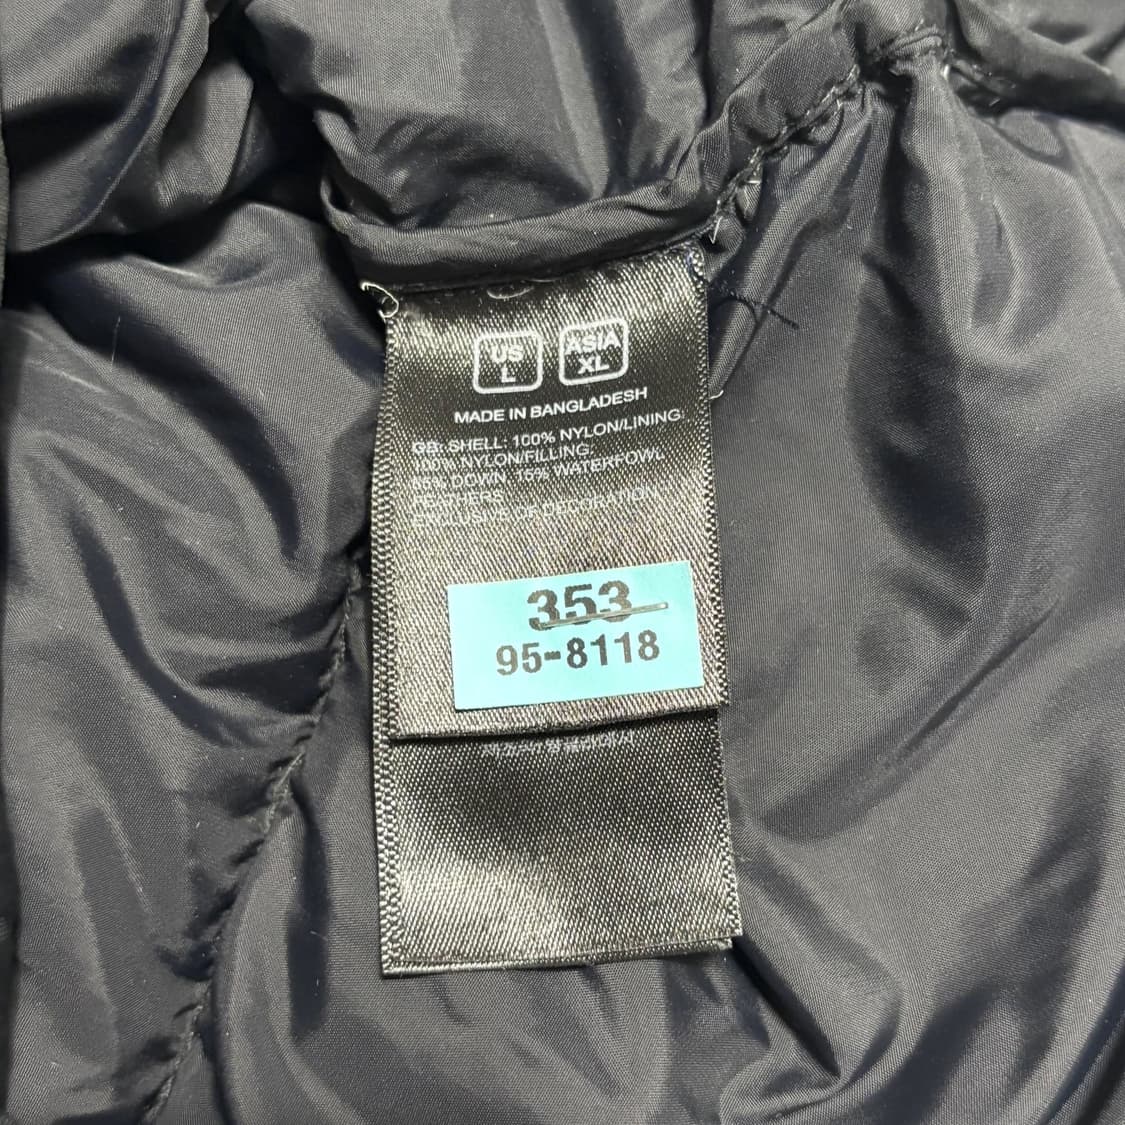 US
L
ASIA
XL
MADE IN BANGLADESH
GB: SHELL: 100% NYLON/LINING:
100% NYLON/FILLING:
85% DOWN 15% WATERFOWL
FEATHERS
EXCLUSIVE OF DECORATION
353
95-8118